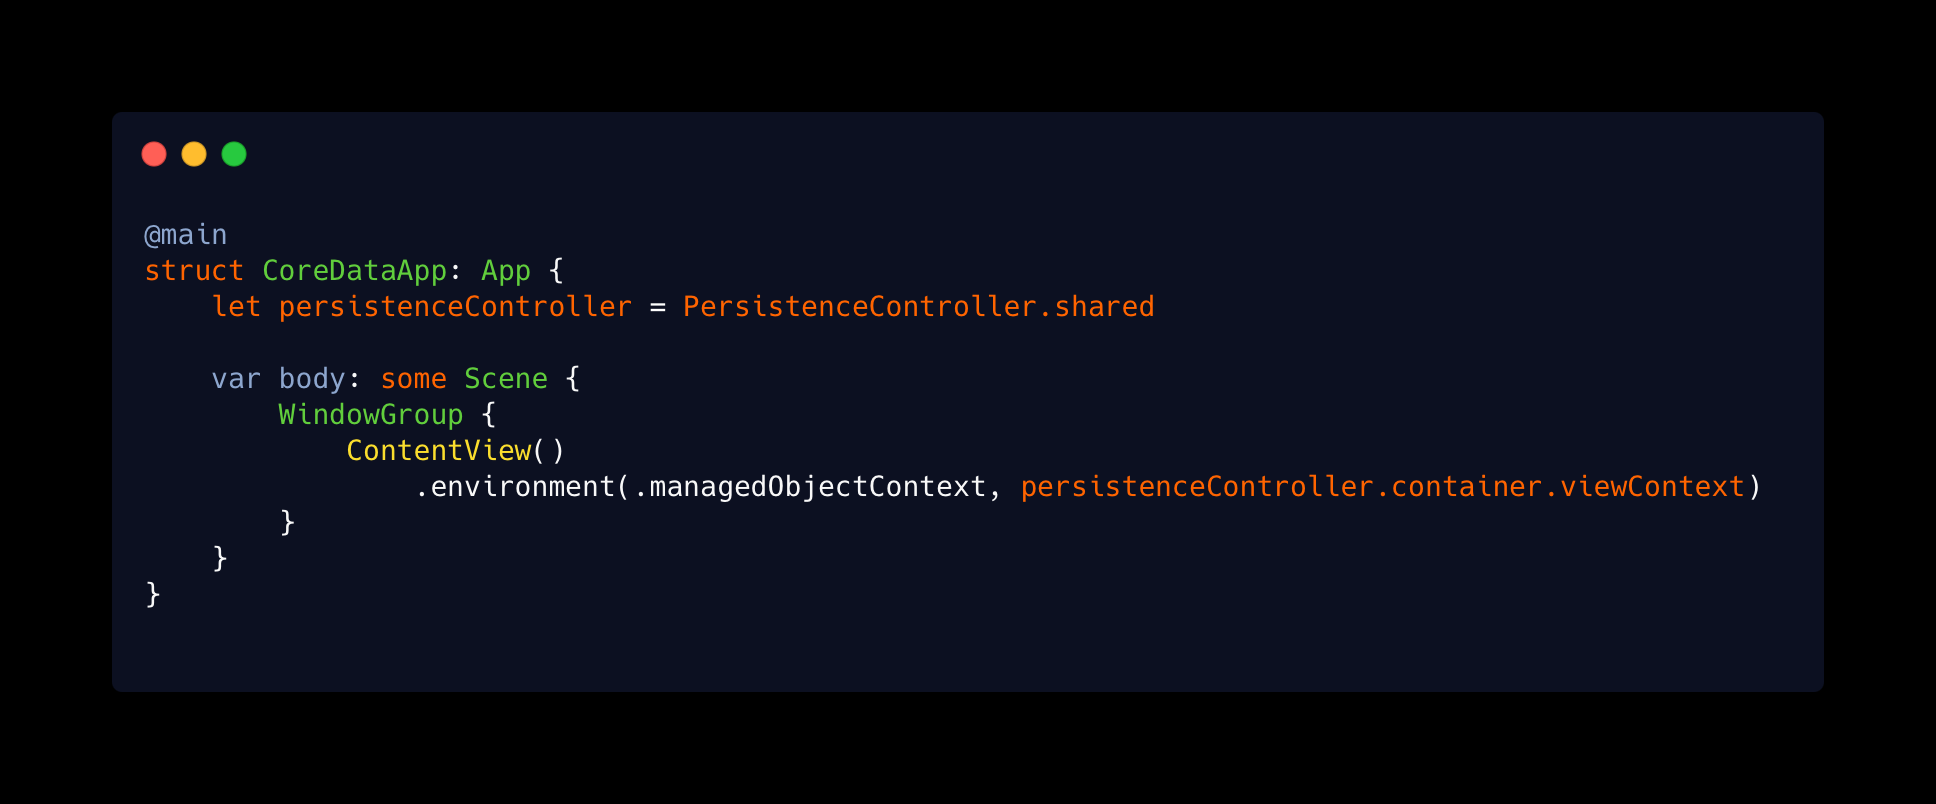 @main
struct CoreDataApp: App {
    let persistenceController = PersistenceController.shared

    var body: some Scene {
        WindowGroup {
            ContentView()
                .environment(.managedObjectContext, persistenceController.container.viewContext)
        }
    }
}